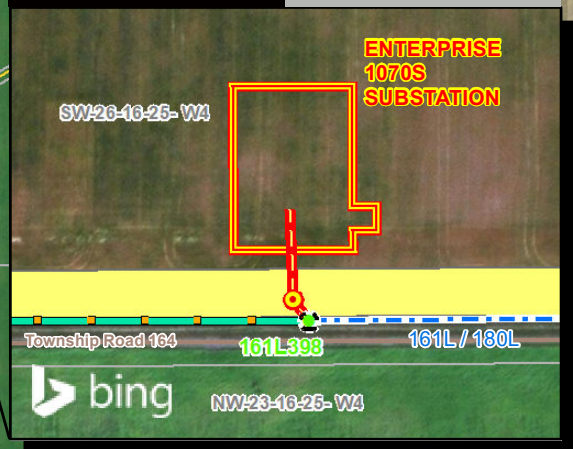 ENTERPRISE
1070S
SUBSTATION
SW-26-16-25- W4
Township Road 164
161L398
161L / 180L
bing
NW-23-16-25- W4